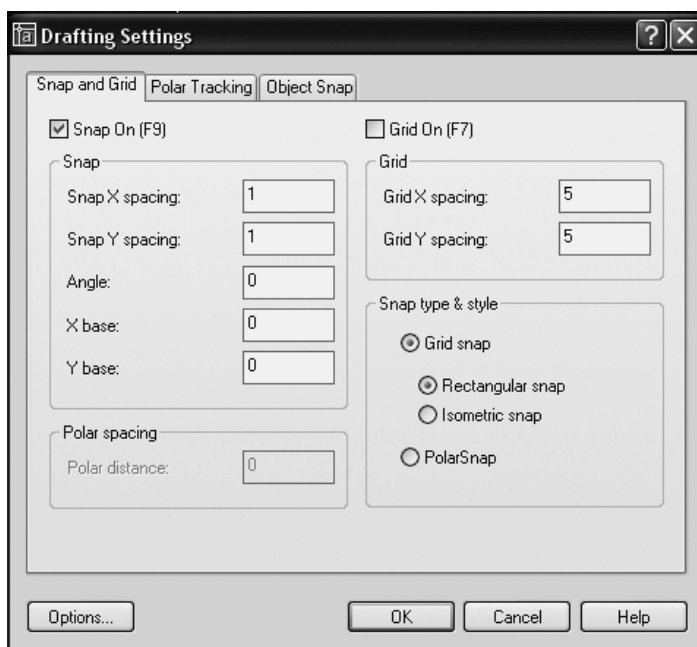 Drafting Settings
Snap and Grid Polar Tracking Object Snap
Snap On (F9)
Snap
Snap X spacing: 1
Snap Y spacing: 1
Angle: 0
X base: 0
Y base: 0
Polar spacing
Polar distance: 0
Grid On (F7)
Grid
Grid X spacing: 5
Grid Y spacing: 5
Snap type & style
Grid snap
Rectangular snap
Isometric snap
PolarSnap
Options... OK Cancel Help